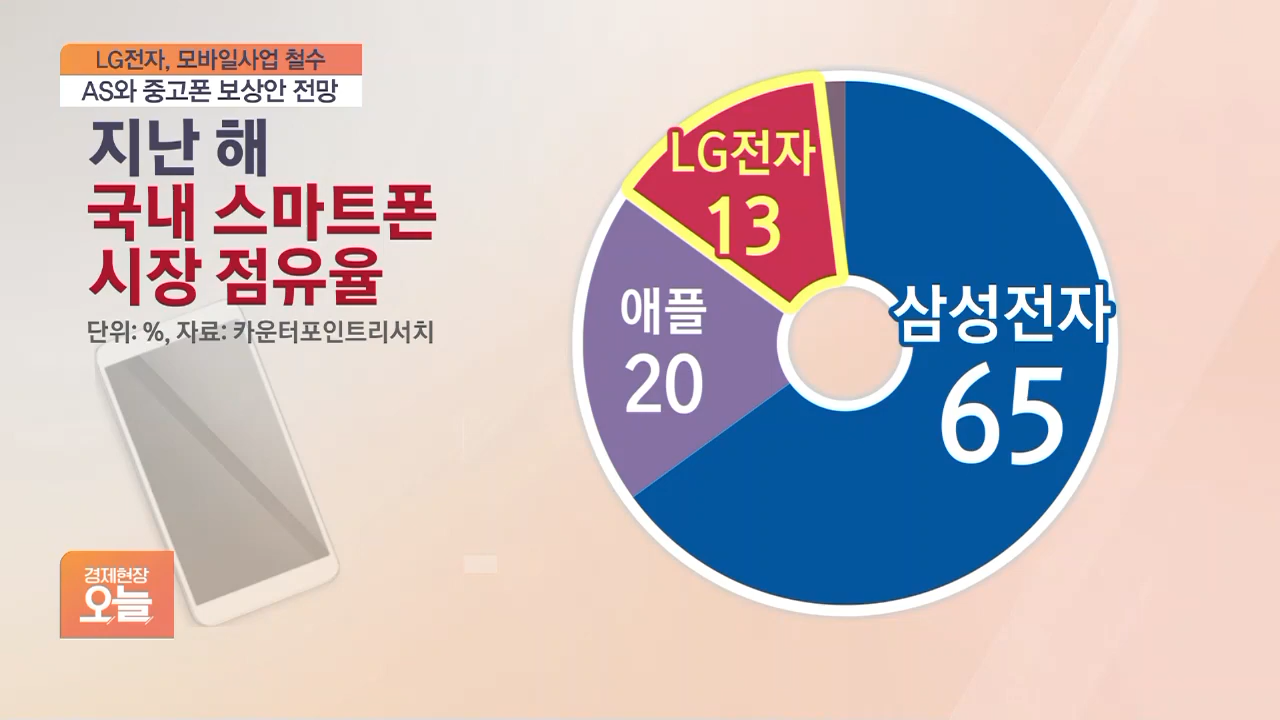 LG전자, 모바일사업 철수
AS와 중고폰 보상안 전망
지난 해
국내 스마트폰
시장 점유율
단위: %, 자료: 카운터포인트리서치
LG전자
13
애플
20
삼성전자
65
경제현장
오늘